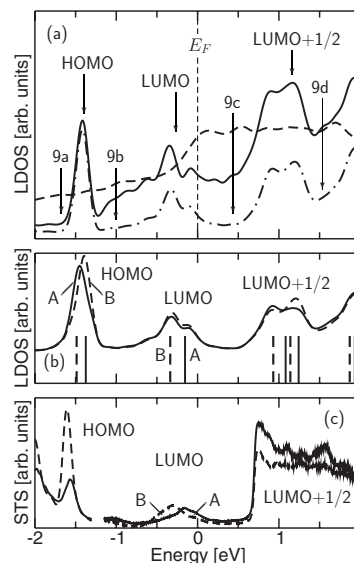 (a)
E_F
HOMO
LUMO+1/2
LUMO
9d
9c
9a
9b
LDOS [arb. units]
HOMO
LUMO+1/2
A
B
LUMO
B
A
(b)
LDOS [arb. units]
(c)
HOMO
LUMO
B
A
LUMO+1/2
STS [arb. units]
-2 -1 0 1
Energy [eV]